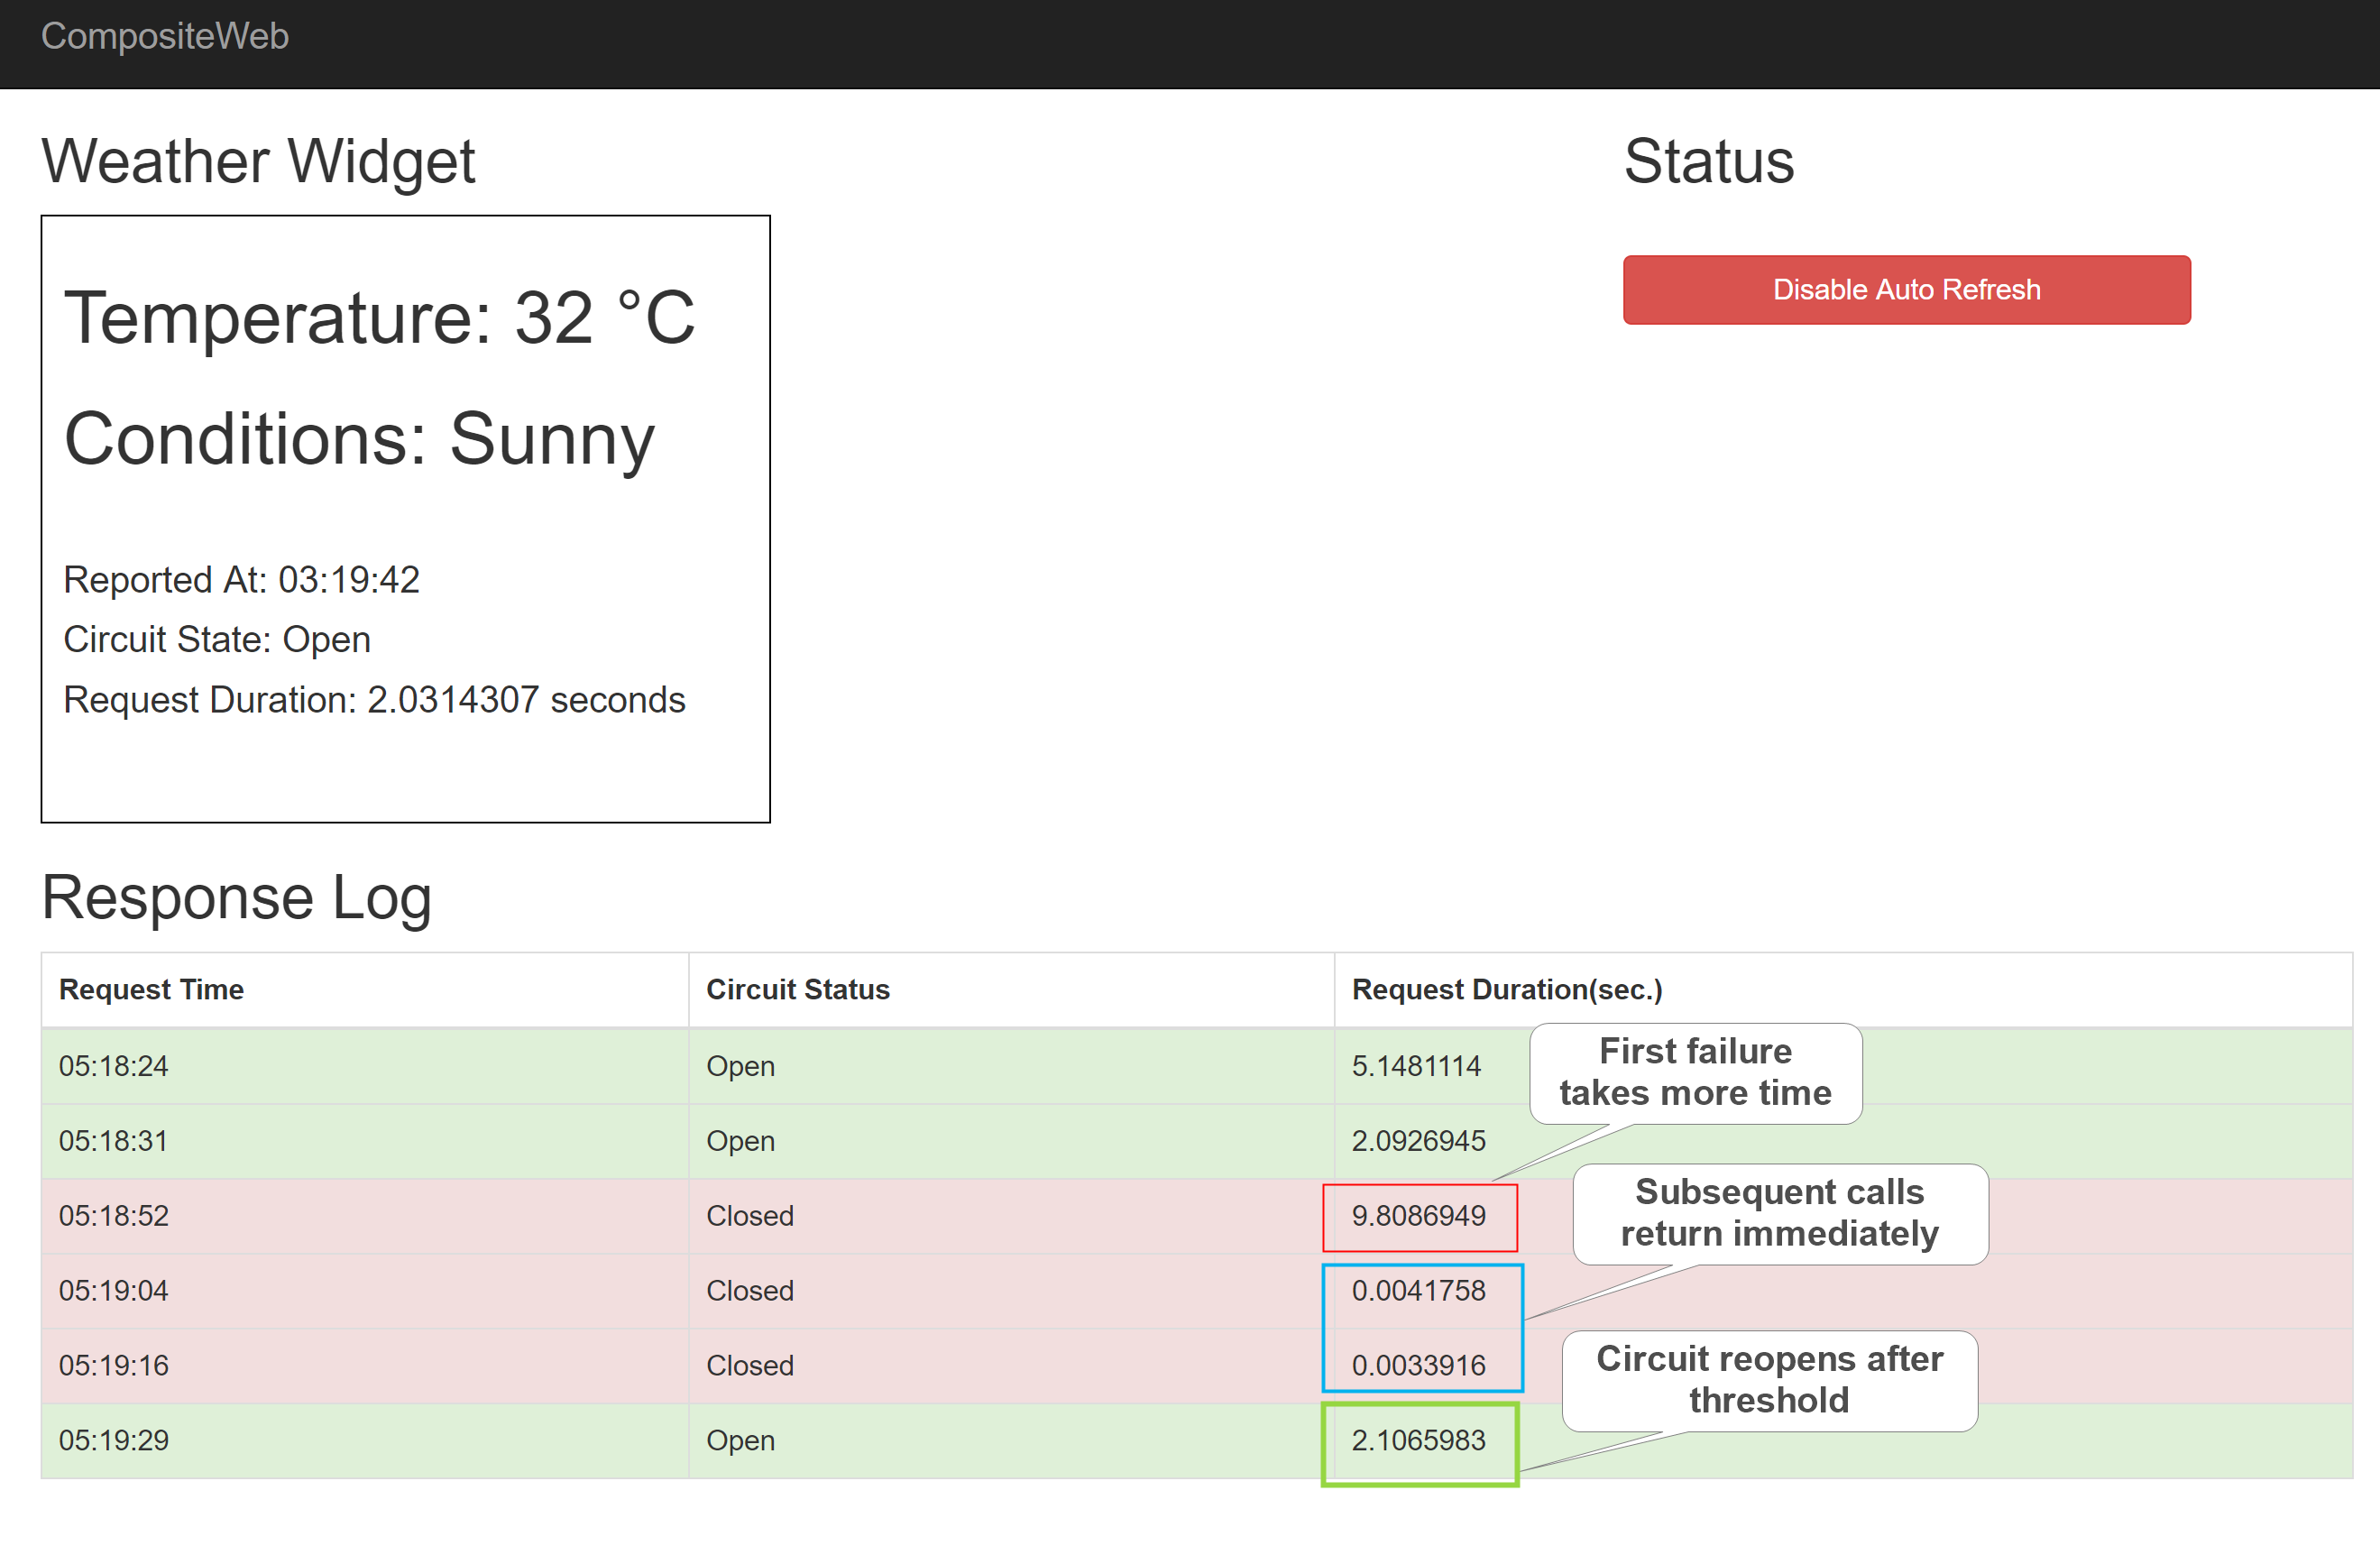 CompositeWeb
Weather Widget
Status
Temperature: 32 °C
Conditions: Sunny
Reported At: 03:19:42
Circuit State: Open
Request Duration: 2.0314307 seconds
Disable Auto Refresh
Response Log
Request Time Circuit Status Request Duration(sec.)
05:18:24 Open 5.1481114
05:18:31 Open 2.0926945
05:18:52 Closed 9.8086949
05:19:04 Closed 0.0041758
05:19:16 Closed 0.0033916
05:19:29 Open 2.1065983
First failure
takes more time
Subsequent calls
return immediately
Circuit reopens after
threshold